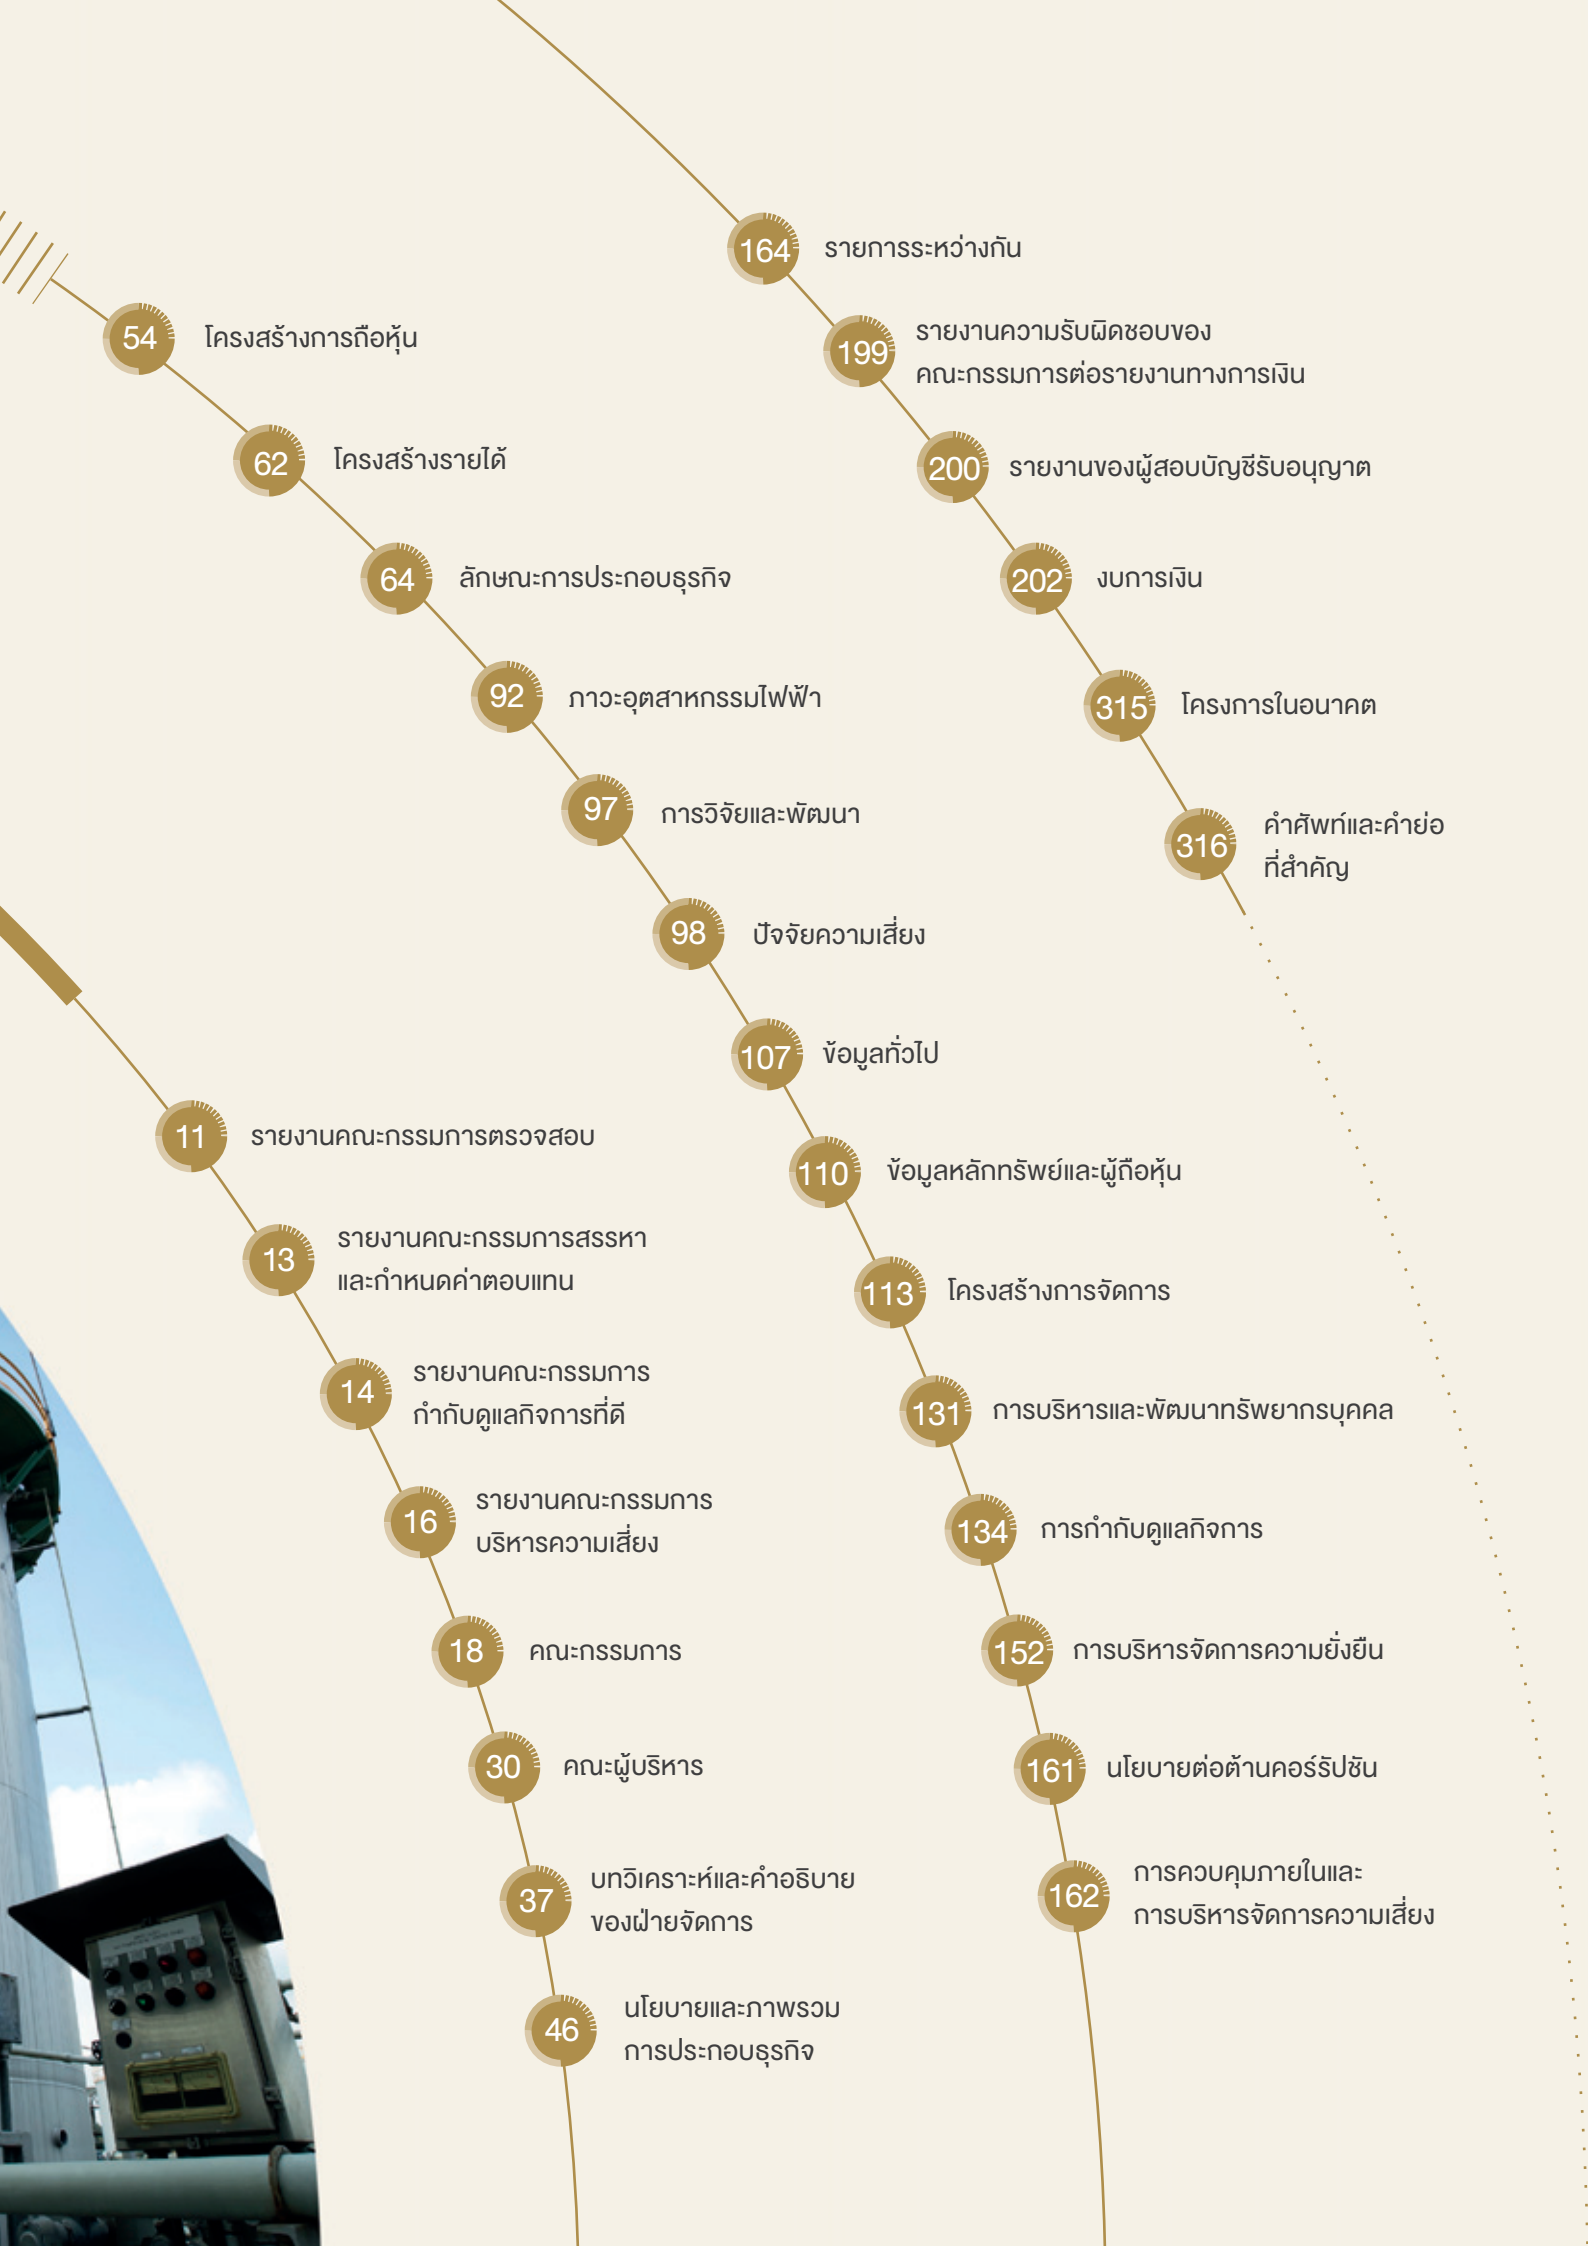 11
รายงานคณะกรรมการตรวจสอบ
13
รายงานคณะกรรมการสรรหา
และกำหนดค่าตอบแทน
14
รายงานคณะกรรมการ
กำกับดูแลกิจการที่ดี
16
รายงานคณะกรรมการ
บริหารความเสี่ยง
18
คณะกรรมการ
30
คณะผู้บริหาร
37
บทวิเคราะห์และคำอธิบาย
ของฝ่ายจัดการ
46
นโยบายและภาพรวม
การประกอบธุรกิจ
54
โครงสร้างการถือหุ้น
62
โครงสร้างรายได้
64
ลักษณะการประกอบธุรกิจ
92
ภาวะอุตสาหกรรมไฟฟ้า
97
การวิจัยและพัฒนา
98
ปัจจัยความเสี่ยง
107
ข้อมูลทั่วไป
110
ข้อมูลหลักทรัพย์และผู้ถือหุ้น
113
โครงสร้างการจัดการ
131
การบริหารและพัฒนาทรัพยากรบุคคล
134
การกำกับดูแลกิจการ
152
การบริหารจัดการความยั่งยืน
161
นโยบายต่อต้านคอร์รัปชัน
162
การควบคุมภายในและ
การบริหารจัดการความเสี่ยง
164
รายการระหว่างกัน
199
รายงานความรับผิดชอบของ
คณะกรรมการต่อรายงานทางการเงิน
200
รายงานของผู้สอบบัญชีรับอนุญาต
202
งบการเงิน
315
โครงการในอนาคต
316
คำศัพท์และคำย่อ
ที่สำคัญ